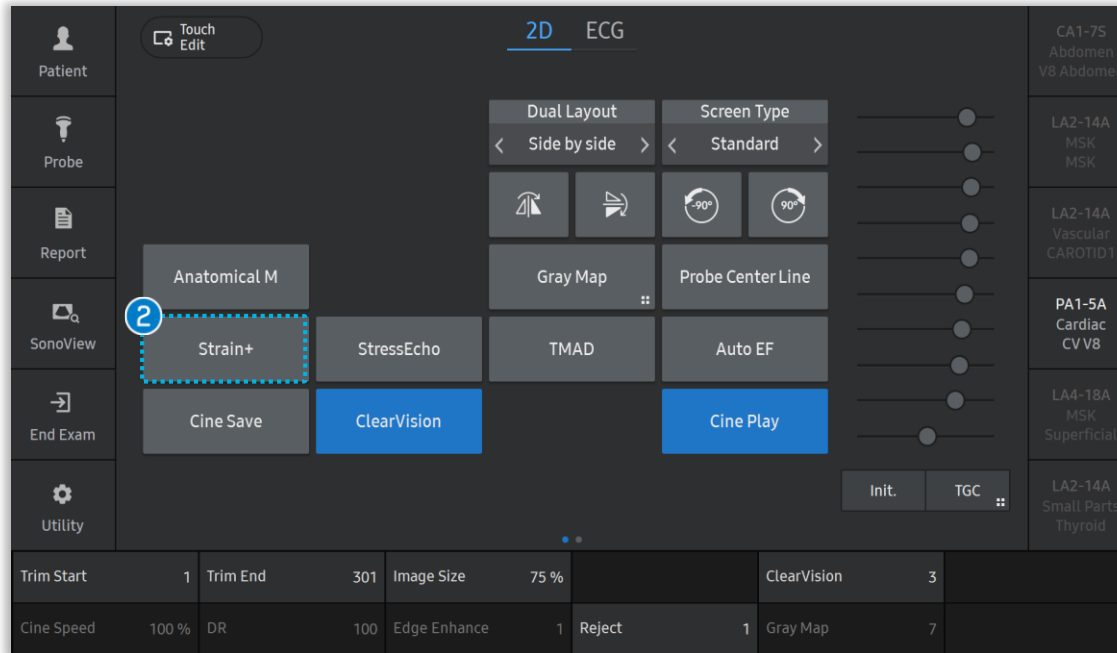 Patient
Probe
Report
SonoView
End Exam
Utility
Touch
Edit
2D ECG
Dual Layout
Side by side
Screen Type
Standard
-90°
90°
Anatomical M
Gray Map
Probe Center Line
2
Strain+
StressEcho
TMAD
Auto EF
Cine Save
ClearVision
Cine Play
Init.
TGC
CA1-7S
Abdomen
V8 Abdome
LA2-14A
MSK
MSK
LA2-14A
Vascular
CAROTID1
PA1-5A
Cardiac
CV V8
LA4-18A
MSK
Superficial
LA2-14A
Small Parts
Thyroid
Trim Start 1 Trim End 301 Image Size 75 % ClearVision 3
Cine Speed 100 % DR 100 Edge Enhance 1 Reject 1 Gray Map 7